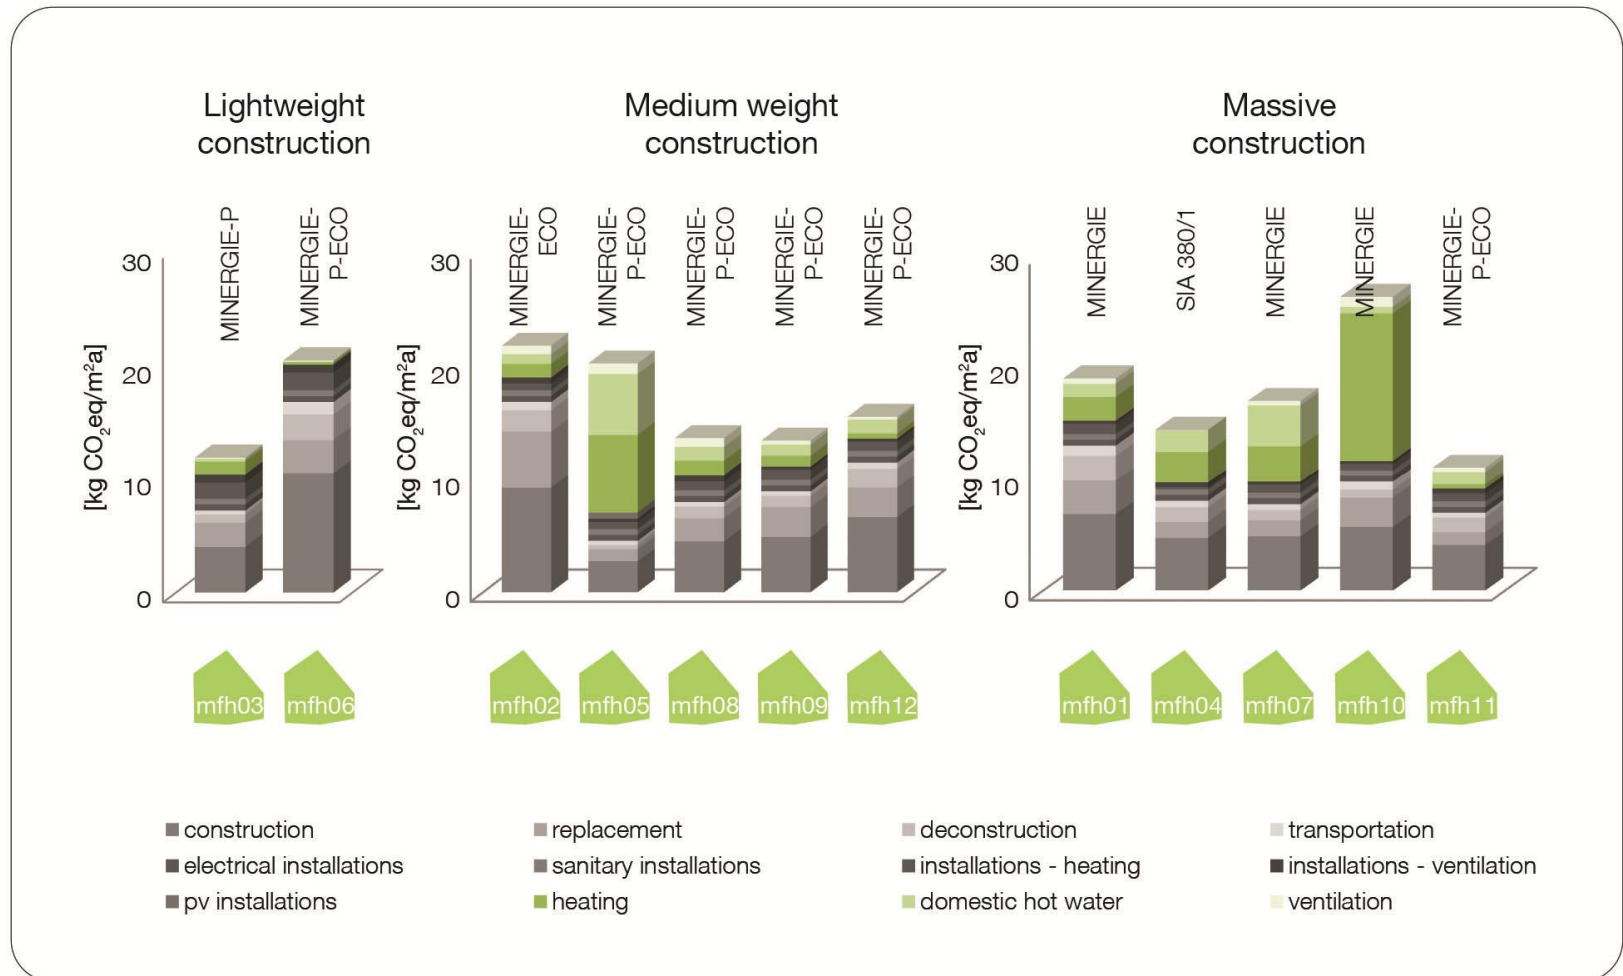 Lightweight
construction
Medium weight
construction
Massive
construction
MINERGIE-P
MINERGIE-
P-ECO
MINERGIE-
ECO
MINERGIE-
P-ECO
MINERGIE-
P-ECO
MINERGIE-
P-ECO
MINERGIE-
P-ECO
MINERGIE
SIA 380/1
MINERGIE
MINERGIE
MINERGIE-
P-ECO
[kg CO₂eq/m²a]
30
20
10
0
[kg CO₂eq/m²a]
30
20
10
0
[kg CO₂eq/m²a]
30
20
10
0
mfh03
mfh06
mfh02
mfh05
mfh08
mfh09
mfh12
mfh01
mfh04
mfh07
mfh10
mfh11
construction
replacement
deconstruction
transportation
electrical installations
sanitary installations
installations - heating
installations - ventilation
pv installations
heating
domestic hot water
ventilation